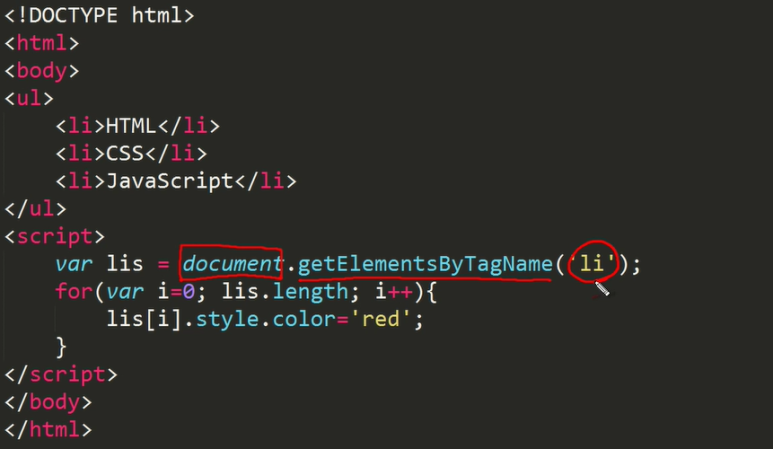 <!DOCTYPE html>
<html>
<body>
<ul>
    <li>HTML</li>
    <li>CSS</li>
    <li>JavaScript</li>
</ul>
<script>
    var lis = document.getElementsByTagName('li');
    for(var i=0; lis.length; i++){
        lis[i].style.color='red';
    }
</script>
</body>
</html>